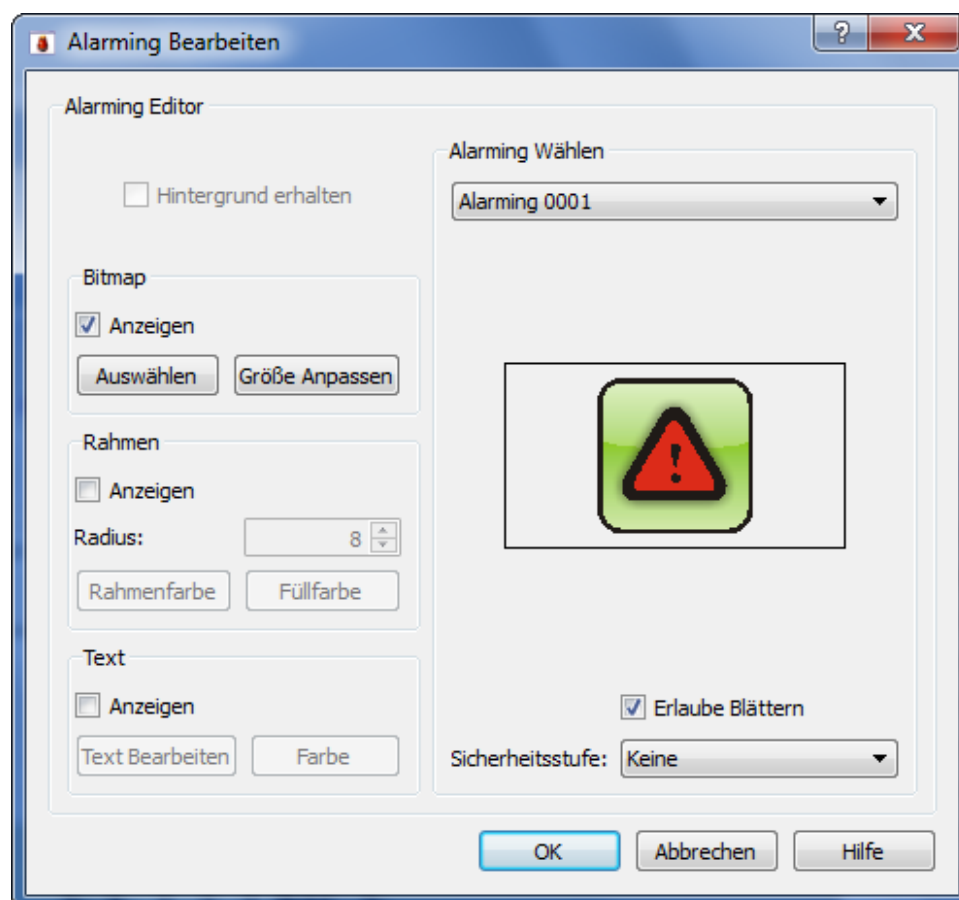 Alarming Bearbeiten
Alarming Editor
Hintergrund erhalten
Bitmap
Anzeigen
Auswählen Größe Anpassen
Rahmen
Anzeigen
Radius: 8
Rahmenfarbe Füllfarbe
Text
Anzeigen
Text Bearbeiten Farbe
Alarming Wählen
Alarming 0001
!
Erlaube Blättern
Sicherheitsstufe: Keine
OK Abbrechen Hilfe